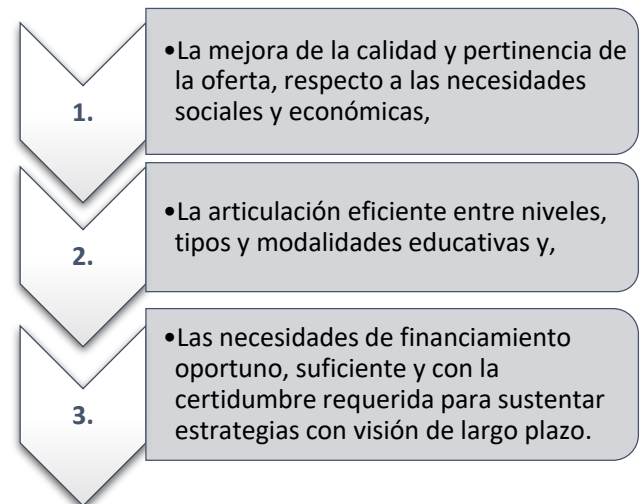 1.
•La mejora de la calidad y pertinencia de
la oferta, respecto a las necesidades
sociales y económicas,
2.
•La articulación eficiente entre niveles,
tipos y modalidades educativas y,
3.
•Las necesidades de financiamiento
oportuno, suficiente y con la
certidumbre requerida para sustentar
estrategias con visión de largo plazo.